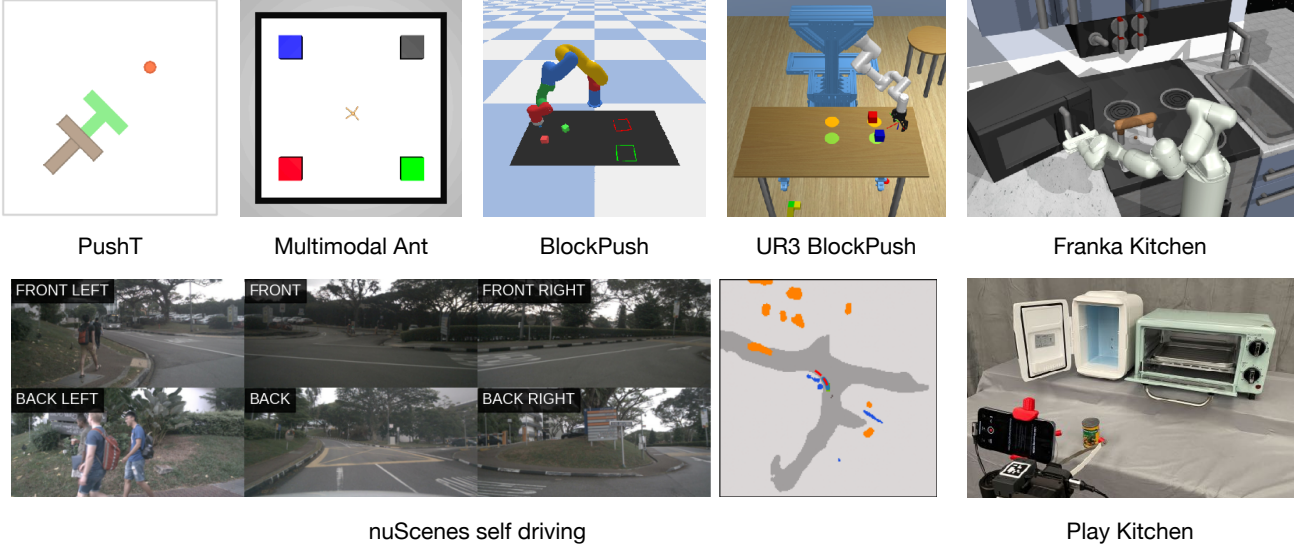 PushT
Multimodal Ant
BlockPush
UR3 BlockPush
Franka Kitchen
FRONT LEFT
FRONT
FRONT RIGHT
BACK LEFT
BACK
BACK RIGHT
nuScenes self driving
Play Kitchen